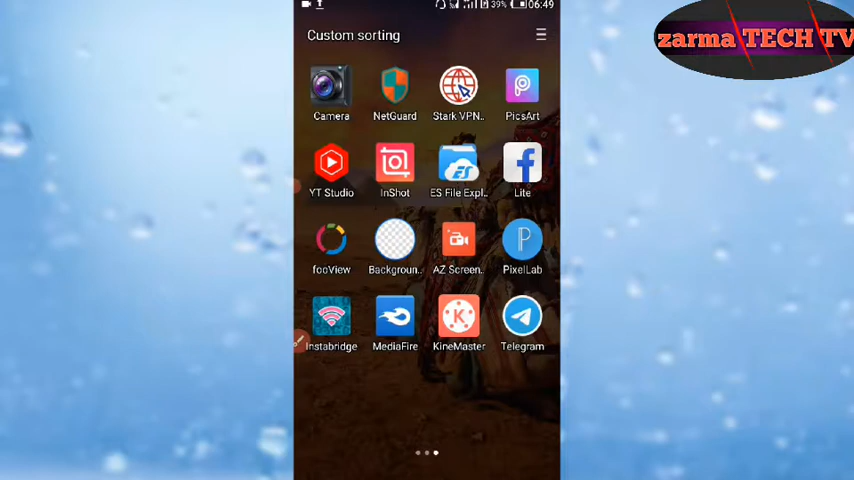 39% 06:49
Custom sorting
zarma TECH TV
Camera NetGuard Stark VPN.. PicsArt
YT Studio InShot ES File Expl.. Lite
fooView Backgroun.. AZ Screen.. PixelLab
Instabridge MediaFire KineMaster Telegram